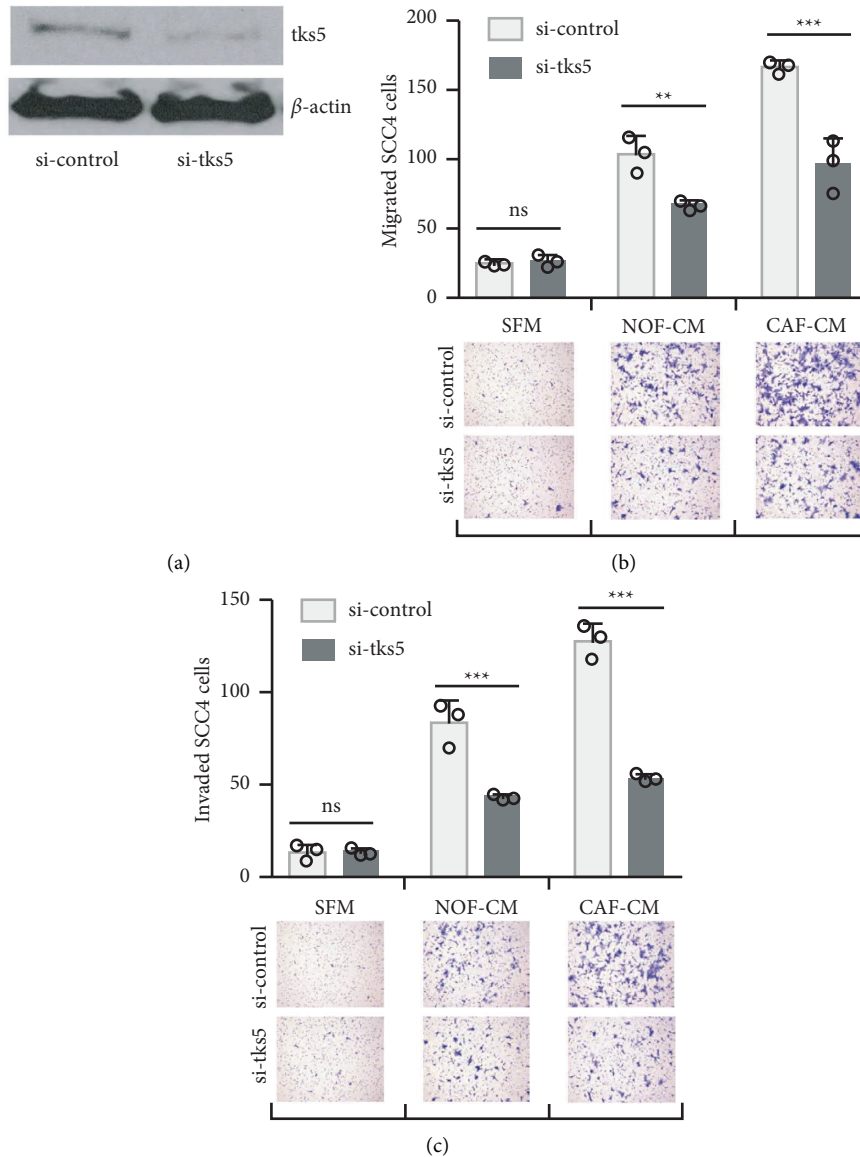 tks5
β-actin
si-control
si-tks5
(a)
200
150
100
50
0
Migrated SCC4 cells
si-control
si-tks5
ns
**
***
SFM
NOF-CM
CAF-CM
si-control
si-tks5
(b)
150
100
50
0
Invaded SCC4 cells
si-control
si-tks5
ns
***
***
SFM
NOF-CM
CAF-CM
si-control
si-tks5
(c)